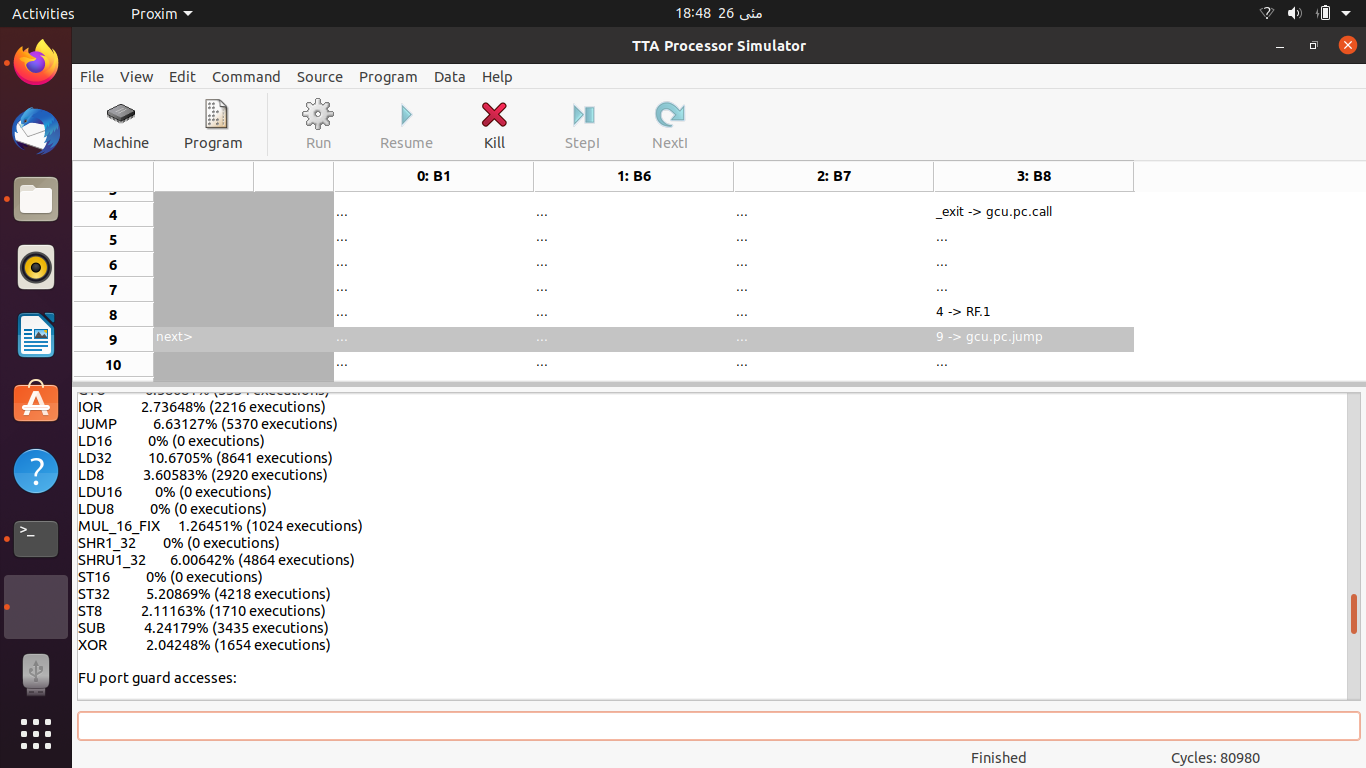 Activities Proxim 18:48 26 مئی
TTA Processor Simulator
File View Edit Command Source Program Data Help
Machine Program Run Resume Kill StepI NextI
0: B1 1: B6 2: B7 3: B8
4 ... ... ... _exit -> gcu.pc.call
5 ... ... ... ...
6 ... ... ... ...
7 ... ... ... ...
8 ... ... ... 4 -> RF.1
9 next> ... ... ... 9 -> gcu.pc.jump
10 ... ... ... ...
IOR 2.73648% (2216 executions)
JUMP 6.63127% (5370 executions)
LD16 0% (0 executions)
LD32 10.6705% (8641 executions)
LD8 3.60583% (2920 executions)
LDU16 0% (0 executions)
LDU8 0% (0 executions)
MUL_16_FIX 1.26451% (1024 executions)
SHR1_32 0% (0 executions)
SHRU1_32 6.00642% (4864 executions)
ST16 0% (0 executions)
ST32 5.20869% (4218 executions)
ST8 2.11163% (1710 executions)
SUB 4.24179% (3435 executions)
XOR 2.04248% (1654 executions)
FU port guard accesses:
Finished Cycles: 80980